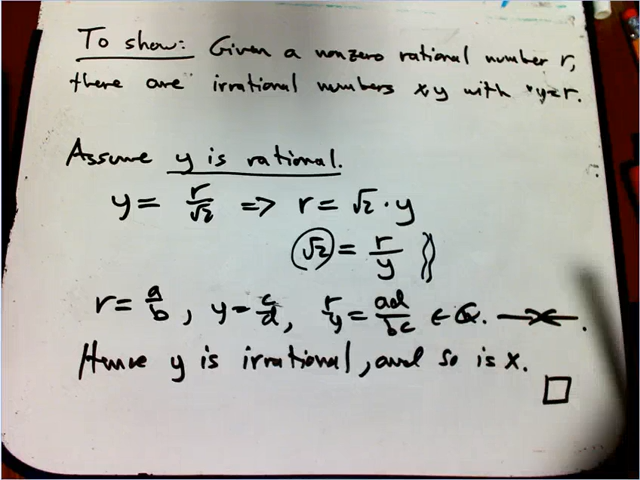 To show: Given a nonzero rational number r,
there are irrational numbers x,y with xy=r.
Assume y is rational.
y = r/√2 => r = √2 · y
√2 = r/y
r = a/b, y = c/d, r/y = ad/bc ∈ Q.
Hence y is irrational, and so is x.
□